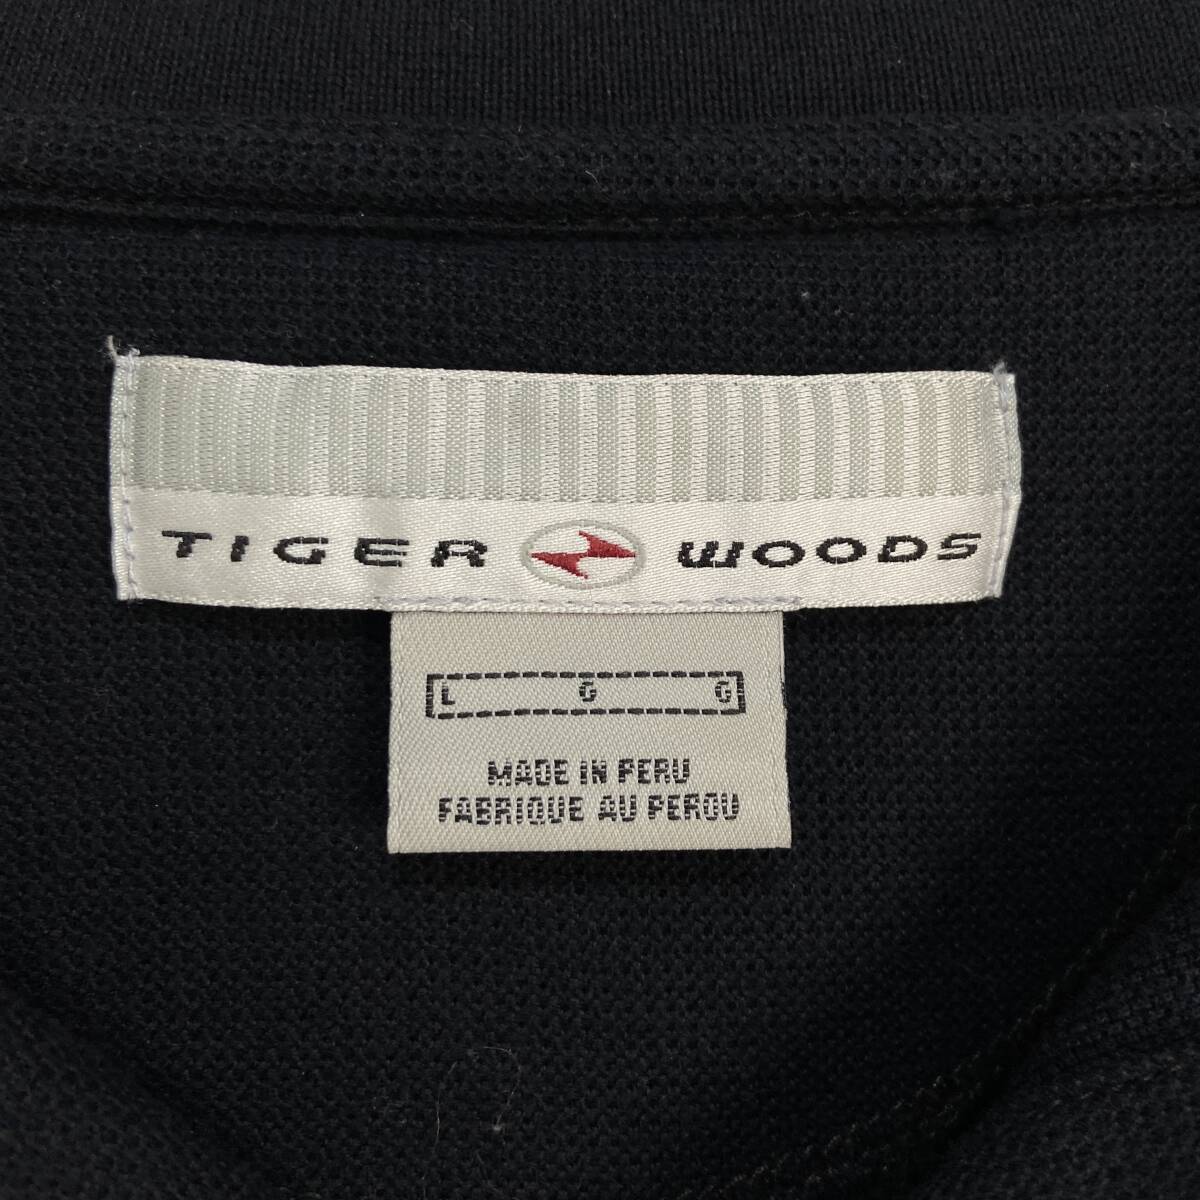 TIGER WOODS
L G G
MADE IN PERU
FABRIQUE AU PEROU